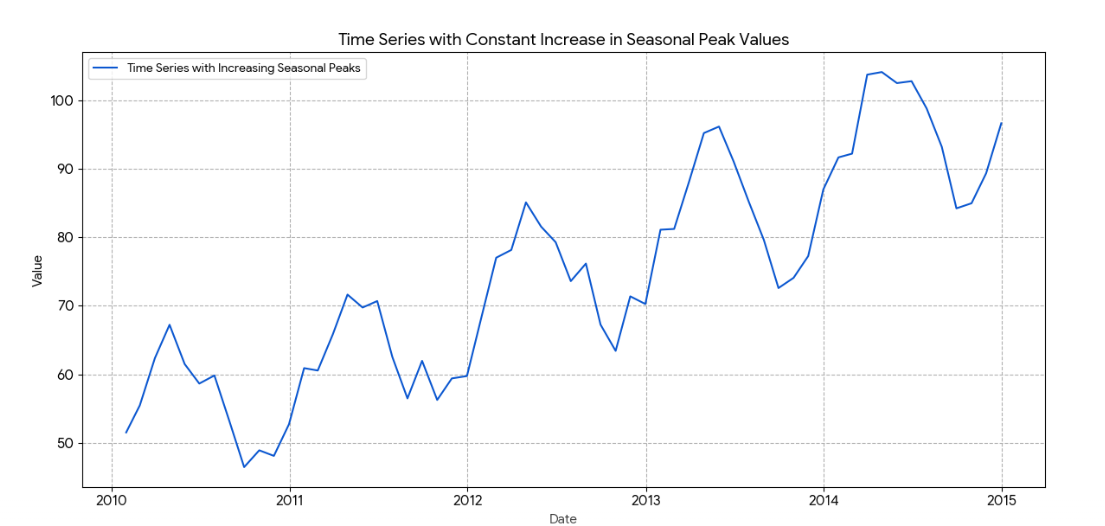 Time Series with Constant Increase in Seasonal Peak Values
Time Series with Increasing Seasonal Peaks
100
90
80
70
60
50
Value
2010 2011 2012 2013 2014 2015
Date